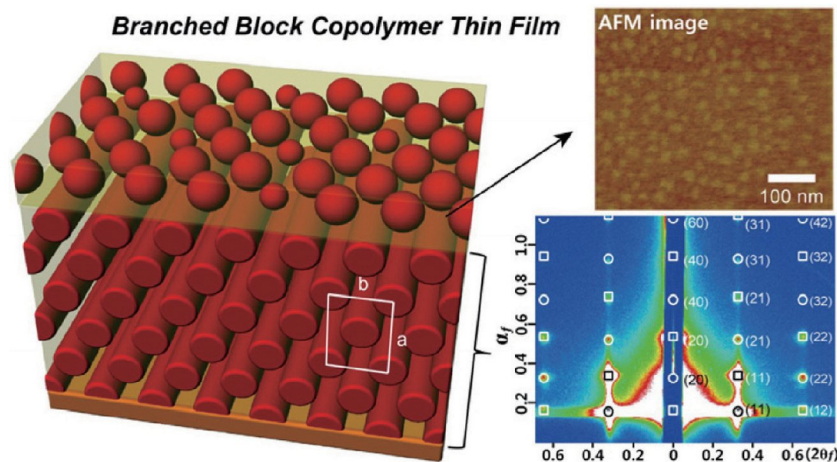 Branched Block Copolymer Thin Film
AFM image
100 nm
b
a
αf
1.0
0.8
0.6
0.4
0.2
(60) (31) (42)
(40) (31) (32)
(40) (21) (32)
(20) (21) (22)
(20) (11) (22)
(11) (12)
0.6 0.4 0.2 0 0.2 0.4 0.6 (2θf)